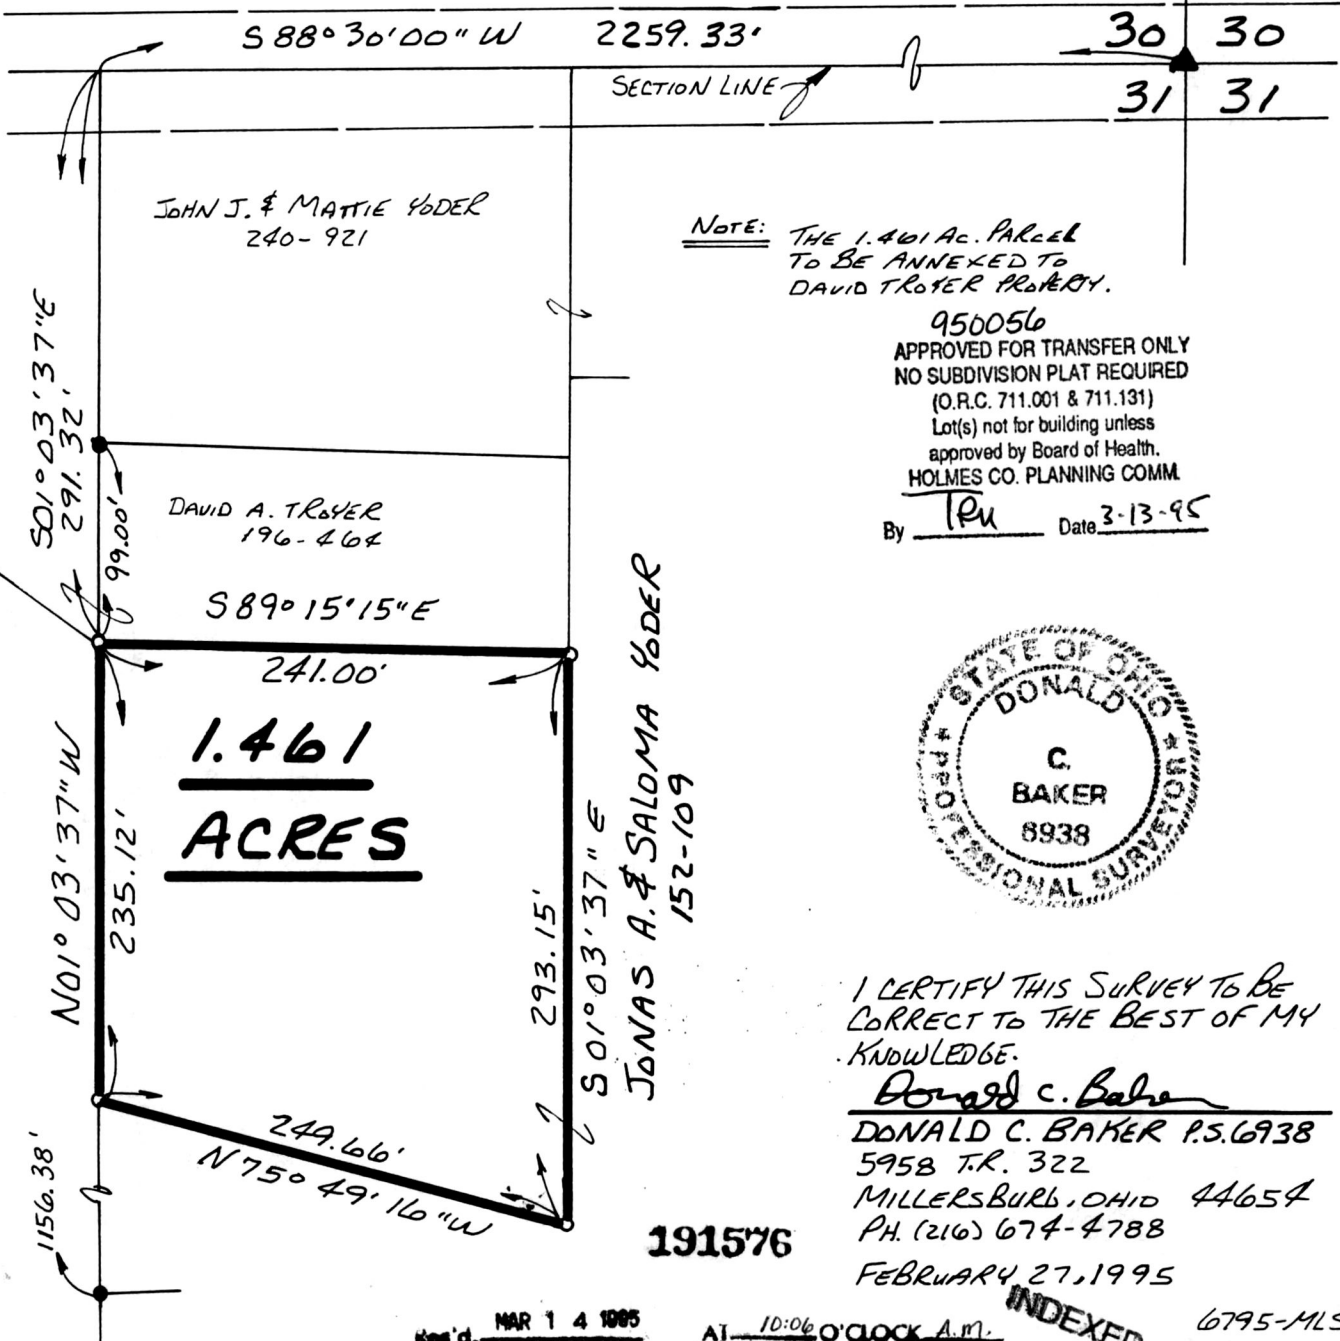 S 88° 30' 00" W 2259.33'
30 30
SECTION LINE
31 31
JOHN J. & MATTIE YODER
240-921
NOTE: THE 1.461 AC. PARCEL
TO BE ANNEXED TO
DAVID TROYER PROPERTY.
950056
APPROVED FOR TRANSFER ONLY
NO SUBDIVISION PLAT REQUIRED
(O.R.C. 711.001 & 711.131)
Lot(s) not for building unless
approved by Board of Health.
HOLMES CO. PLANNING COMM.
By Date 3-13-95
S01° 03' 37" E
291.32'
99.00'
DAVID A. TROYER
196-464
S 89° 15' 15" E
241.00'
1.461
ACRES
N01° 03' 37" W
235.12'
293.15'
S 01° 03' 37" E
JONAS A. & SALOMA YODER
152-109
STATE OF OHIO
DONALD
C.
BAKER
6938
PROFESSIONAL SURVEYOR
249.66'
N 75° 49' 16" W
1156.38'
I CERTIFY THIS SURVEY TO BE
CORRECT TO THE BEST OF MY
KNOWLEDGE.
Donald C. Baker
DONALD C. BAKER P.S. 6938
5958 T.R. 322
MILLERSBURG, OHIO 44654
PH. (216) 674-4788
FEBRUARY 27, 1995
191576
INDEXED
6795-MLS
Rec'd MAR 14 1995 AT 10:06 O'CLOCK A.M.